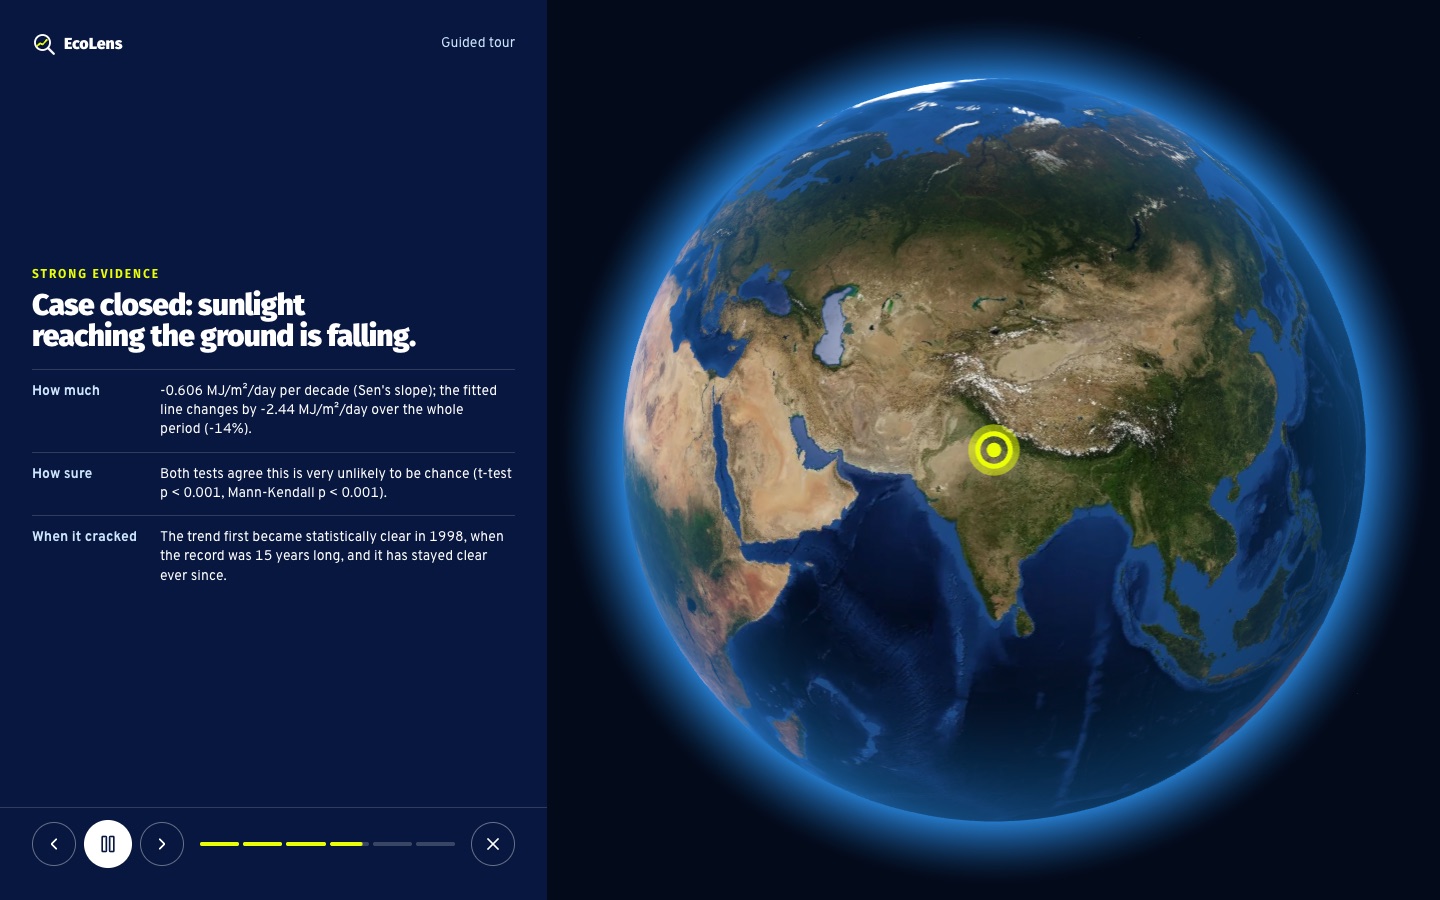 EcoLens
Guided tour
STRONG EVIDENCE
Case closed: sunlight
reaching the ground is falling.
How much
-0.606 MJ/m²/day per decade (Sen's slope); the fitted
line changes by -2.44 MJ/m²/day over the whole
period (-14%).
How sure
Both tests agree this is very unlikely to be chance (t-test
p < 0.001, Mann-Kendall p < 0.001).
When it cracked
The trend first became statistically clear in 1998, when
the record was 15 years long, and it has stayed clear
ever since.